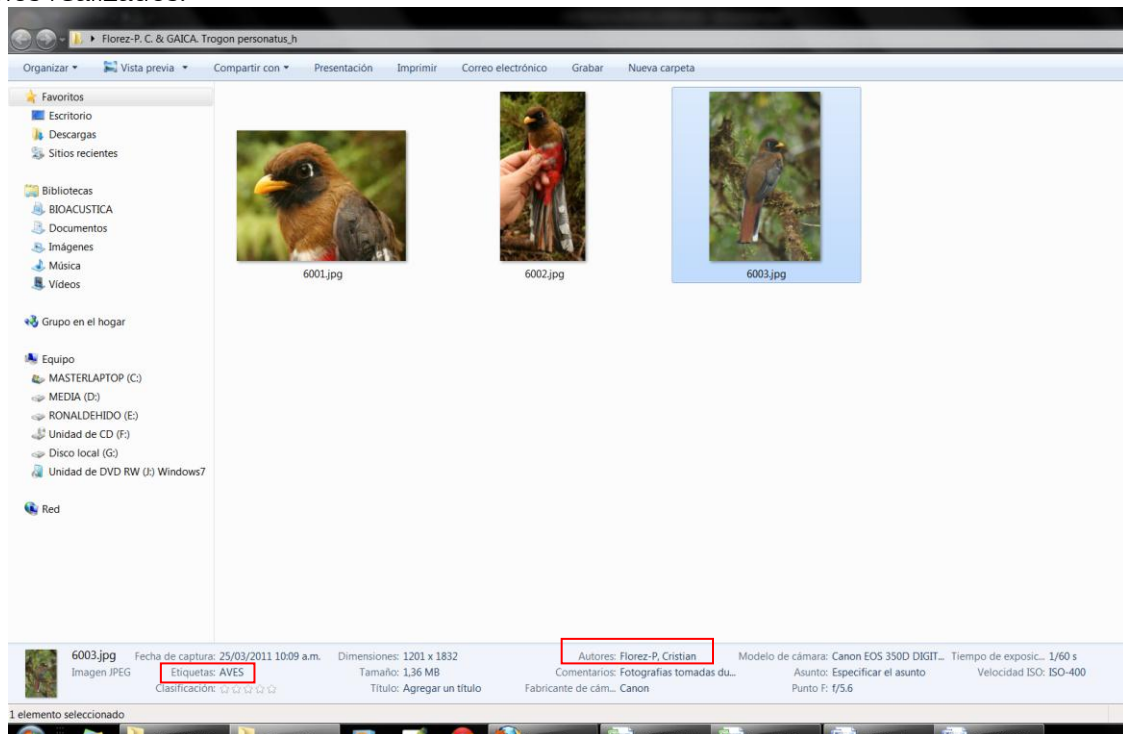 Florez-P. C. & GAICA. Trogon personatus_h
Organizar Vista previa Compartir con Presentación Imprimir Correo electrónico Grabar Nueva carpeta
Favoritos
Escritorio
Descargas
Sitios recientes
Bibliotecas
BIOACUSTICA
Documentos
Imágenes
Música
Vídeos
Grupo en el hogar
Equipo
MASTERLAPTOP (C:)
MEDIA (D:)
RONALDEHIDO (E:)
Unidad de CD (F:)
Disco local (G:)
Unidad de DVD RW (J:) Windows7
Red
6001.jpg 6002.jpg 6003.jpg
6003.jpg Fecha de captura: 25/03/2011 10:09 a.m. Dimensiones: 1201 x 1832 Autores: Florez-P, Cristian Modelo de cámara: Canon EOS 350D DIGIT... Tiempo de exposic... 1/60 s
Imagen JPEG Etiquetas: AVES Tamaño: 1,36 MB Comentarios: Fotografias tomadas du... Asunto: Especificar el asunto Velocidad ISO: ISO-400
Clasificación: Título: Agregar un título Fabricante de cám... Canon Punto F: f/5.6
1 elemento seleccionado